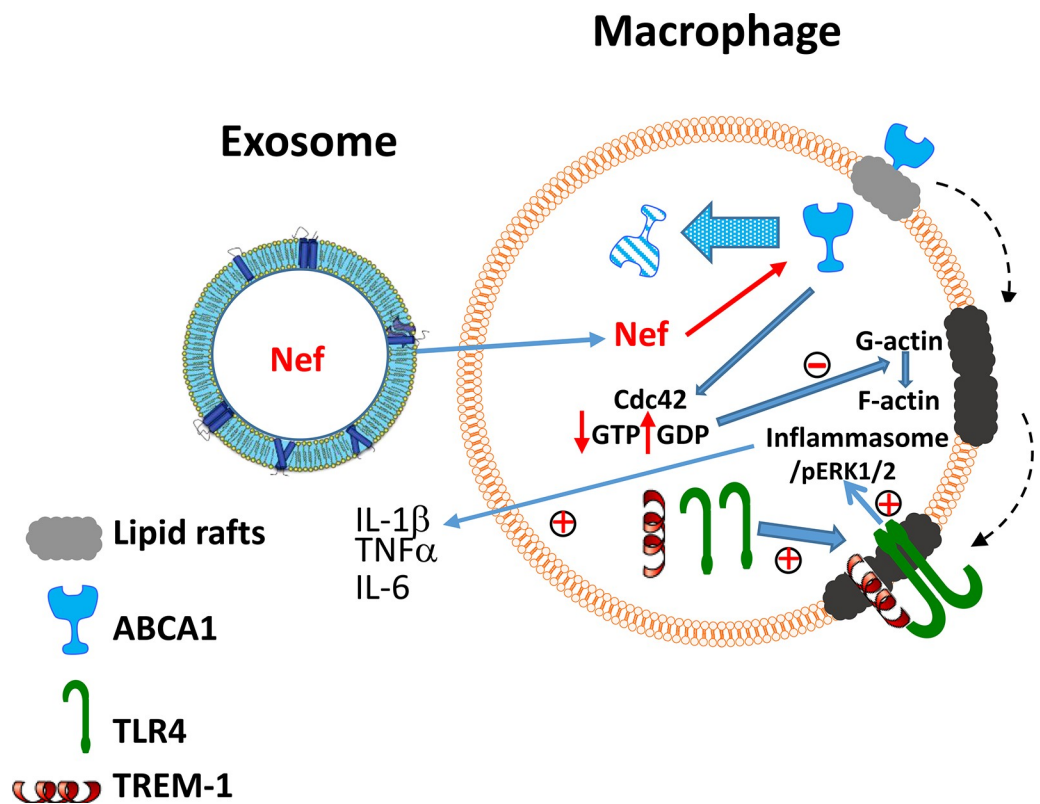 Macrophage
Exosome
Nef
Nef
G-actin
F-actin
Cdc42
GTP GDP
Inflammasome
/pERK1/2
IL-1β
TNFα
IL-6
Lipid rafts
ABCA1
TLR4
TREM-1